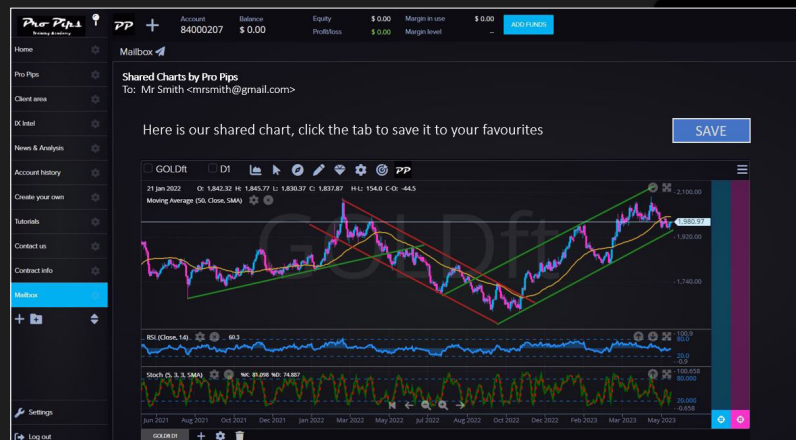 Pro Pips
Training Academy
PP
Account
84000207
Balance
$ 0.00
Equity $ 0.00 Margin in use $ 0.00
Profit/loss $ 0.00 Margin level --
ADD FUNDS
Home
Pro Pips
Client area
IX Intel
News & Analysis
Account history
Create your own
Tutorials
Contact us
Contract info
Mailbox
Settings
Log out
Mailbox
Shared Charts by Pro Pips
To: Mr Smith <mrsmith@gmail.com>
Here is our shared chart, click the tab to save it to your favourites
SAVE
GOLDft D1 PP
21 Jan 2022 O: 1,842.32 H: 1,845.77 L: 1,830.37 C: 1,837.87 H-L: 154.0 C-O: -44.5
Moving Average (50, Close, SMA)
GOLDft
2,100.00
1,980.97
1,920.00
1,740.00
RSI (Close, 14) 60.3
100.9
80.0
20.0
-0.9
Stoch (5, 3, 3, SMA) %K: 81.098 %D: 74.887
100.658
80.000
20.000
-0.658
Jun 2021 Aug 2021 Oct 2021 Dec 2021 Jan 2022 Mar 2022 May 2022 Jul 2022 Aug 2022 Oct 2022 Dec 2022 Feb 2023 Mar 2023 May 2023
GOLDft D1